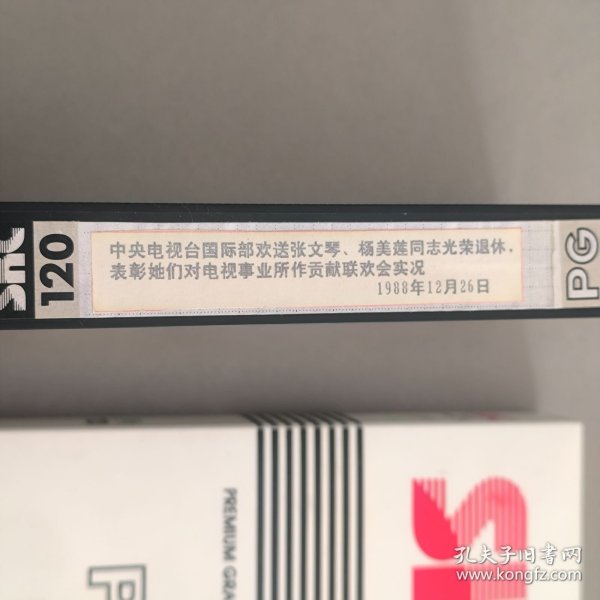 SKC
120
中央电视台国际部欢送张文琴、杨美莲同志光荣退休.
表彰她们对电视事业所作贡献联欢会实况
1988年12月26日
PG
PREMIUM GRA
P
孔夫子旧书网
www.kongfz.com